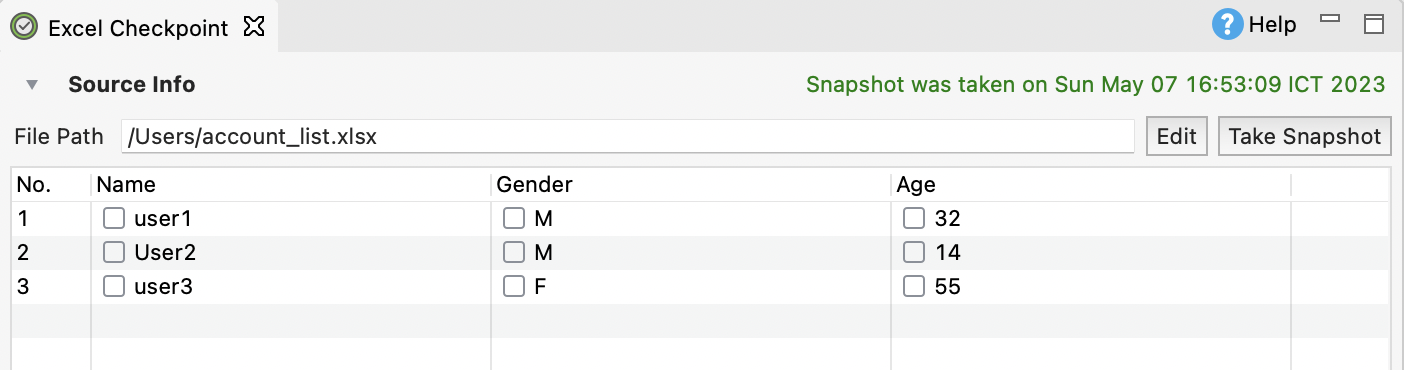 Excel Checkpoint
Help
Source Info
Snapshot was taken on Sun May 07 16:53:09 ICT 2023
File Path /Users/account_list.xlsx Edit Take Snapshot
No. Name Gender Age
1 user1 M 32
2 User2 M 14
3 user3 F 55